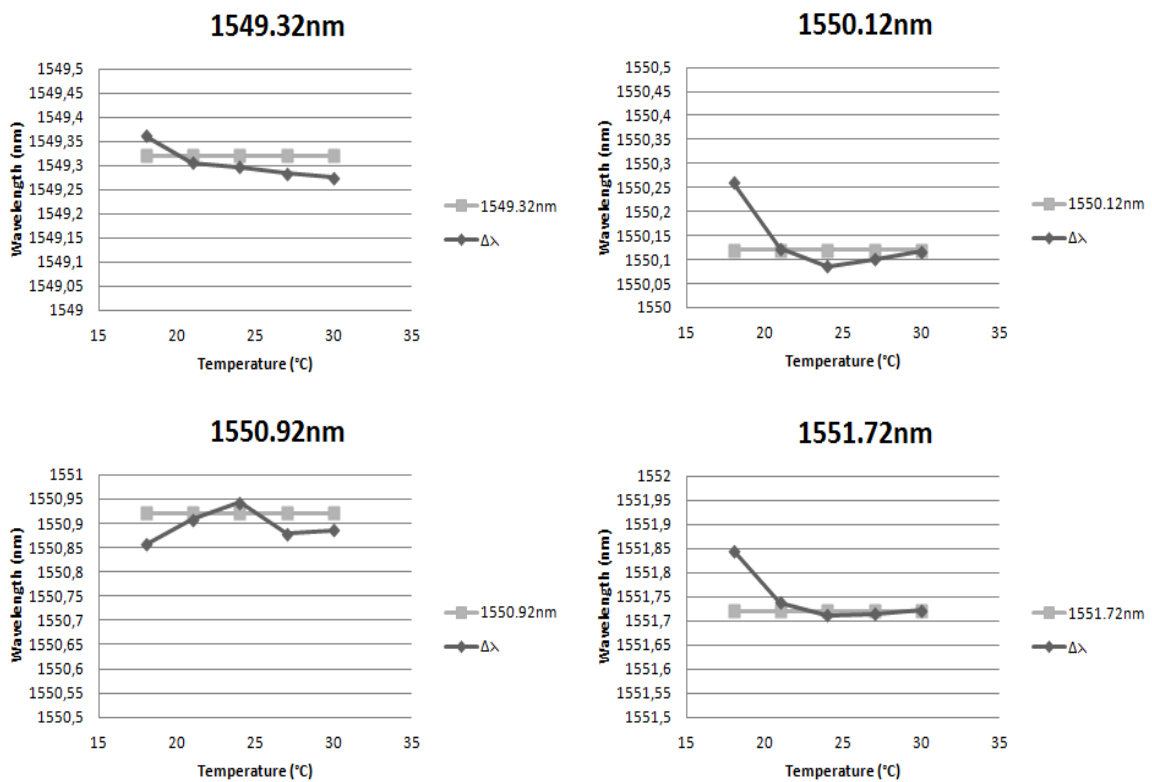 1549.32nm
Wavelength (nm)
1549,5
1549,45
1549,4
1549,35
1549,3
1549,25
1549,2
1549,15
1549,1
1549,05
1549
15 20 25 30 35
Temperature (°C)
1549.32nm
Δλ
1550.12nm
Wavelength (nm)
1550,5
1550,45
1550,4
1550,35
1550,3
1550,25
1550,2
1550,15
1550,1
1550,05
1550
15 20 25 30 35
Temperature (°C)
1550.12nm
Δλ
1550.92nm
Wavelength (nm)
1551
1550,95
1550,9
1550,85
1550,8
1550,75
1550,7
1550,65
1550,6
1550,55
1550,5
15 20 25 30 35
Temperature (°C)
1550.92nm
Δλ
1551.72nm
Wavelength (nm)
1552
1551,95
1551,9
1551,85
1551,8
1551,75
1551,7
1551,65
1551,6
1551,55
1551,5
15 20 25 30 35
Temperature (°C)
1551.72nm
Δλ